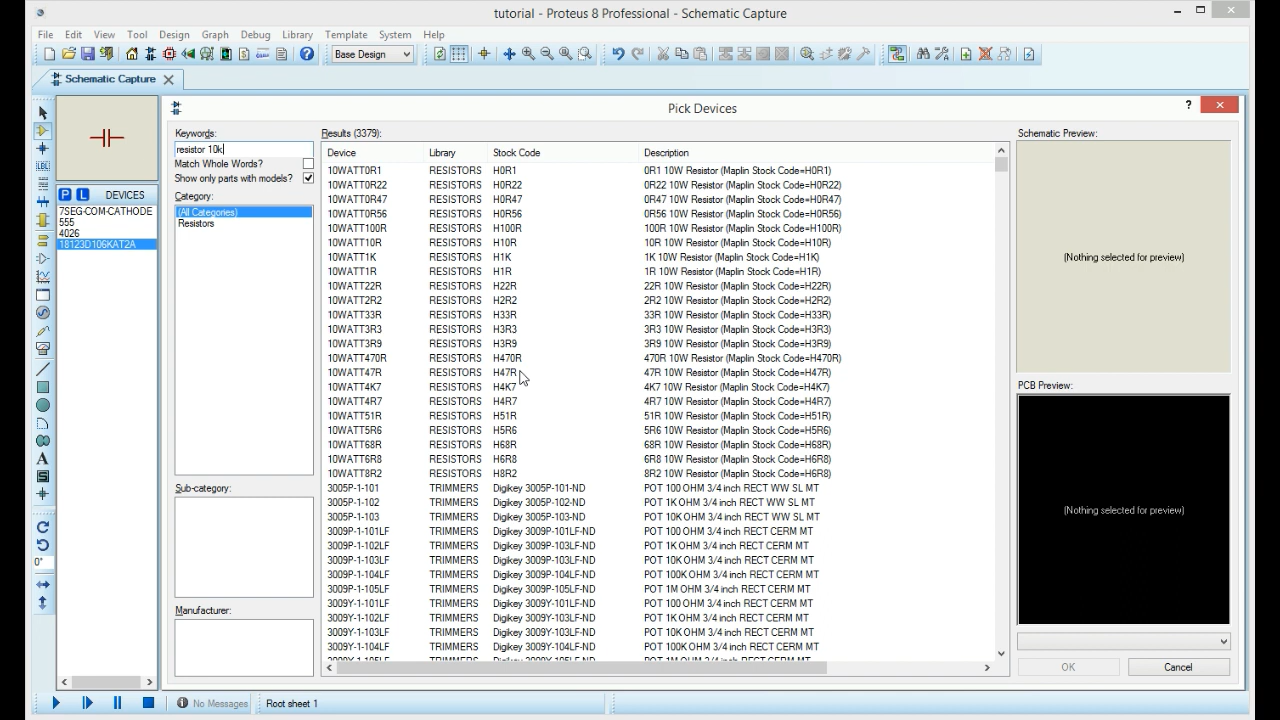 tutorial - Proteus 8 Professional - Schematic Capture
File Edit View Tool Design Graph Debug Library Template System Help
Base Design
Schematic Capture
Pick Devices
Keywords:
resistor 10k
Match Whole Words?
Show only parts with models?
Category:
(All Categories)
Resistors
Sub-category:
Manufacturer:
P L DEVICES
7SEG-COM-CATHODE
555
4026
18123D106KAT2A
0°
Results (3379):
Device Library Stock Code Description
10WATT0R1 RESISTORS H0R1 0R1 10W Resistor (Maplin Stock Code=H0R1)
10WATT0R22 RESISTORS H0R22 0R22 10W Resistor (Maplin Stock Code=H0R22)
10WATT0R47 RESISTORS H0R47 0R47 10W Resistor (Maplin Stock Code=H0R47)
10WATT0R56 RESISTORS H0R56 0R56 10W Resistor (Maplin Stock Code=H0R56)
10WATT100R RESISTORS H100R 100R 10W Resistor (Maplin Stock Code=H100R)
10WATT10R RESISTORS H10R 10R 10W Resistor (Maplin Stock Code=H10R)
10WATT1K RESISTORS H1K 1K 10W Resistor (Maplin Stock Code=H1K)
10WATT1R RESISTORS H1R 1R 10W Resistor (Maplin Stock Code=H1R)
10WATT22R RESISTORS H22R 22R 10W Resistor (Maplin Stock Code=H22R)
10WATT2R2 RESISTORS H2R2 2R2 10W Resistor (Maplin Stock Code=H2R2)
10WATT33R RESISTORS H33R 33R 10W Resistor (Maplin Stock Code=H33R)
10WATT3R3 RESISTORS H3R3 3R3 10W Resistor (Maplin Stock Code=H3R3)
10WATT3R9 RESISTORS H3R9 3R9 10W Resistor (Maplin Stock Code=H3R9)
10WATT470R RESISTORS H470R 470R 10W Resistor (Maplin Stock Code=H470R)
10WATT47R RESISTORS H47R 47R 10W Resistor (Maplin Stock Code=H47R)
10WATT4K7 RESISTORS H4K7 4K7 10W Resistor (Maplin Stock Code=H4K7)
10WATT4R7 RESISTORS H4R7 4R7 10W Resistor (Maplin Stock Code=H4R7)
10WATT51R RESISTORS H51R 51R 10W Resistor (Maplin Stock Code=H51R)
10WATT5R6 RESISTORS H5R6 5R6 10W Resistor (Maplin Stock Code=H5R6)
10WATT68R RESISTORS H68R 68R 10W Resistor (Maplin Stock Code=H68R)
10WATT6R8 RESISTORS H6R8 6R8 10W Resistor (Maplin Stock Code=H6R8)
10WATT8R2 RESISTORS H8R2 8R2 10W Resistor (Maplin Stock Code=H8R2)
3005P-1-101 TRIMMERS Digikey 3005P-101-ND POT 100 OHM 3/4 inch RECT WW SL MT
3005P-1-102 TRIMMERS Digikey 3005P-102-ND POT 1K OHM 3/4 inch RECT WW SL MT
3005P-1-103 TRIMMERS Digikey 3005P-103-ND POT 10K OHM 3/4 inch RECT WW SL MT
3009P-1-101LF TRIMMERS Digikey 3009P-101LF-ND POT 100 OHM 3/4 inch RECT CERM MT
3009P-1-102LF TRIMMERS Digikey 3009P-102LF-ND POT 1K OHM 3/4 inch RECT CERM MT
3009P-1-103LF TRIMMERS Digikey 3009P-103LF-ND POT 10K OHM 3/4 inch RECT CERM MT
3009P-1-104LF TRIMMERS Digikey 3009P-104LF-ND POT 100K OHM 3/4 inch RECT CERM MT
3009P-1-105LF TRIMMERS Digikey 3009P-105LF-ND POT 1M OHM 3/4 inch RECT CERM MT
3009Y-1-101LF TRIMMERS Digikey 3009Y-101LF-ND POT 100 OHM 3/4 inch RECT CERM MT
3009Y-1-102LF TRIMMERS Digikey 3009Y-102LF-ND POT 1K OHM 3/4 inch RECT CERM MT
3009Y-1-103LF TRIMMERS Digikey 3009Y-103LF-ND POT 10K OHM 3/4 inch RECT CERM MT
3009Y-1-104LF TRIMMERS Digikey 3009Y-104LF-ND POT 100K OHM 3/4 inch RECT CERM MT
Schematic Preview:
(Nothing selected for preview)
PCB Preview:
(Nothing selected for preview)
OK Cancel
No Messages Root sheet 1